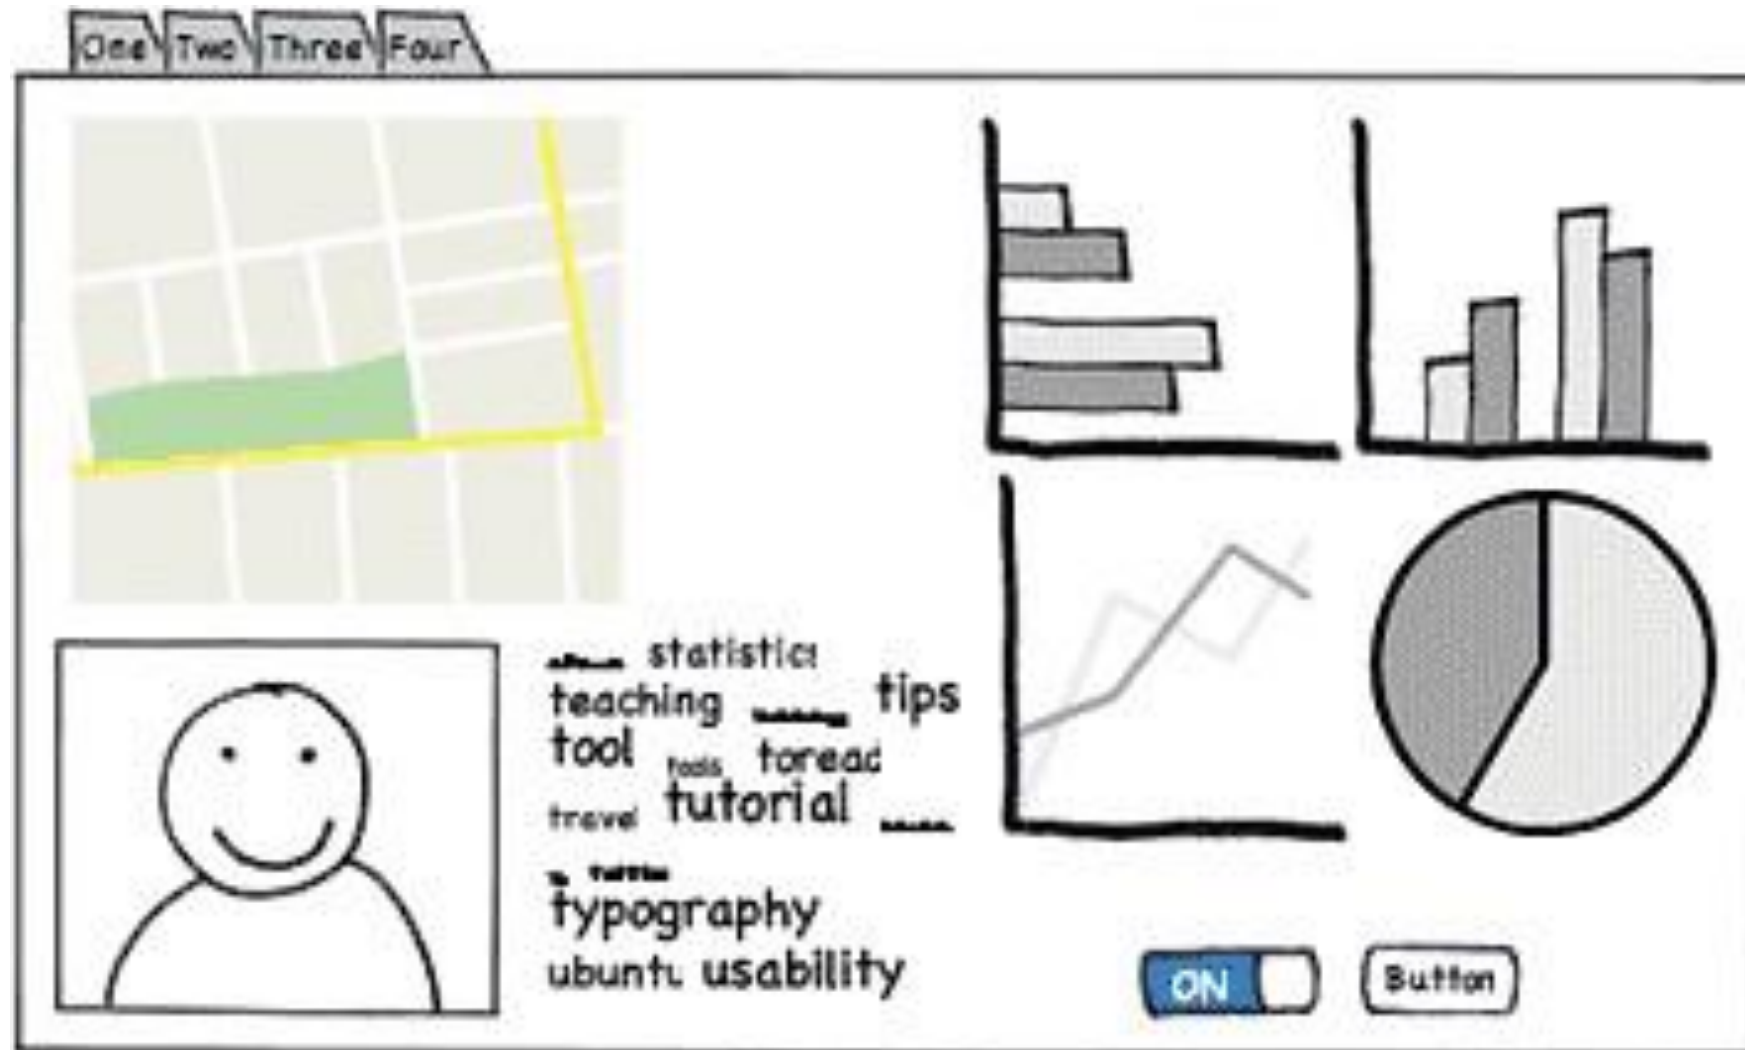 One Two Three Four
statistics
teaching tips
tool tools toread
travel tutorial
typography
ubuntu usability
ON Button